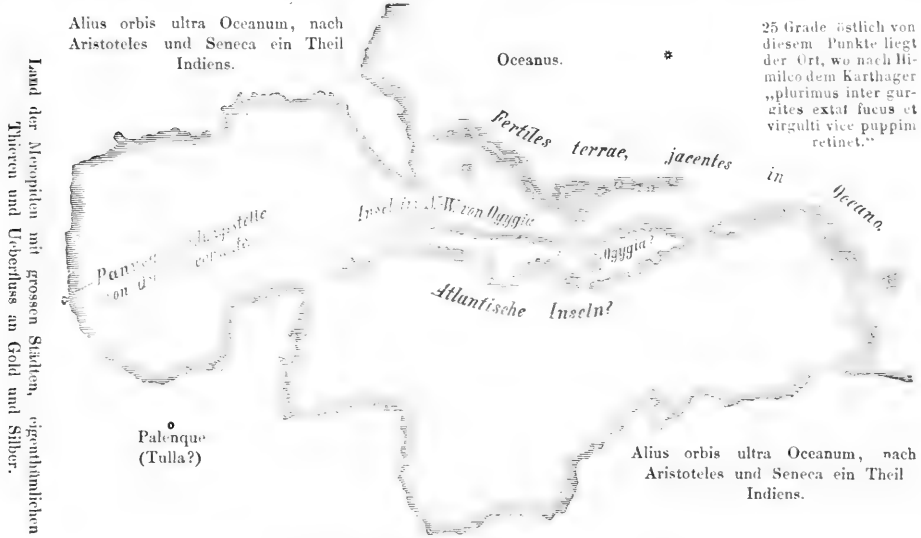 Alius orbis ultra Oceanum, nach
Aristoteles und Seneca ein Theil
Indiens.
Oceanus.
25 Grade östlich von
diesem Punkte liegt
der Ort, wo nach Hi-
milco dem Karthager
„plurimus inter gur-
gites extat fucus et
virgulti vice puppim
retinet.“
Land der Meropiden mit grossen Städten, eigenthümlichen
Thieren und Ueberfluss an Gold und Silber.
Fertiles terrae, jacentes in Oceano.
Insel in N.W. von Ogygia
Ogygia?
Atlantische Inseln?
Palenque
(Tulla?)
Alius orbis ultra Oceanum, nach
Aristoteles und Seneca ein Theil
Indiens.